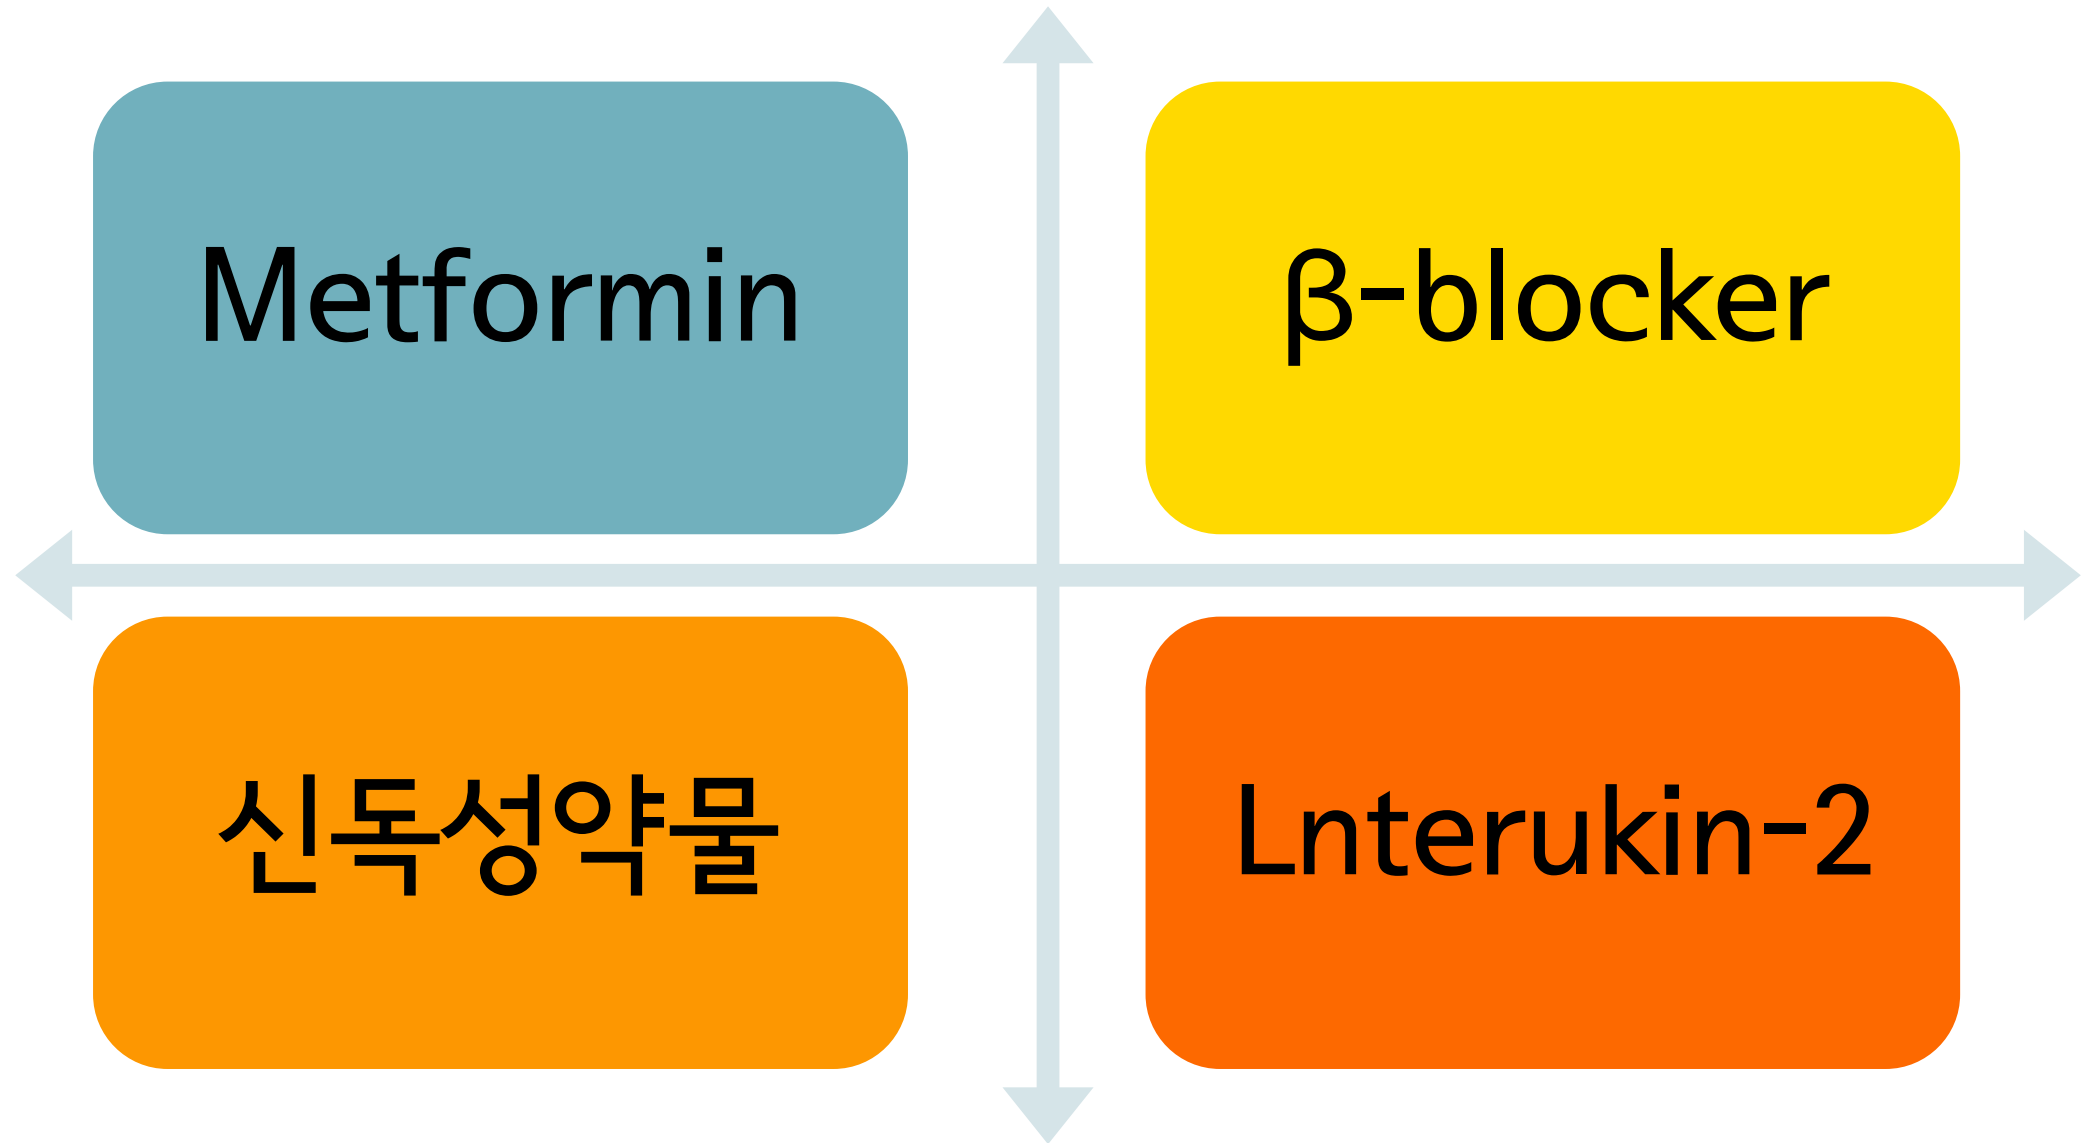 Metformin
β-blocker
신독성약물
Lnterukin-2